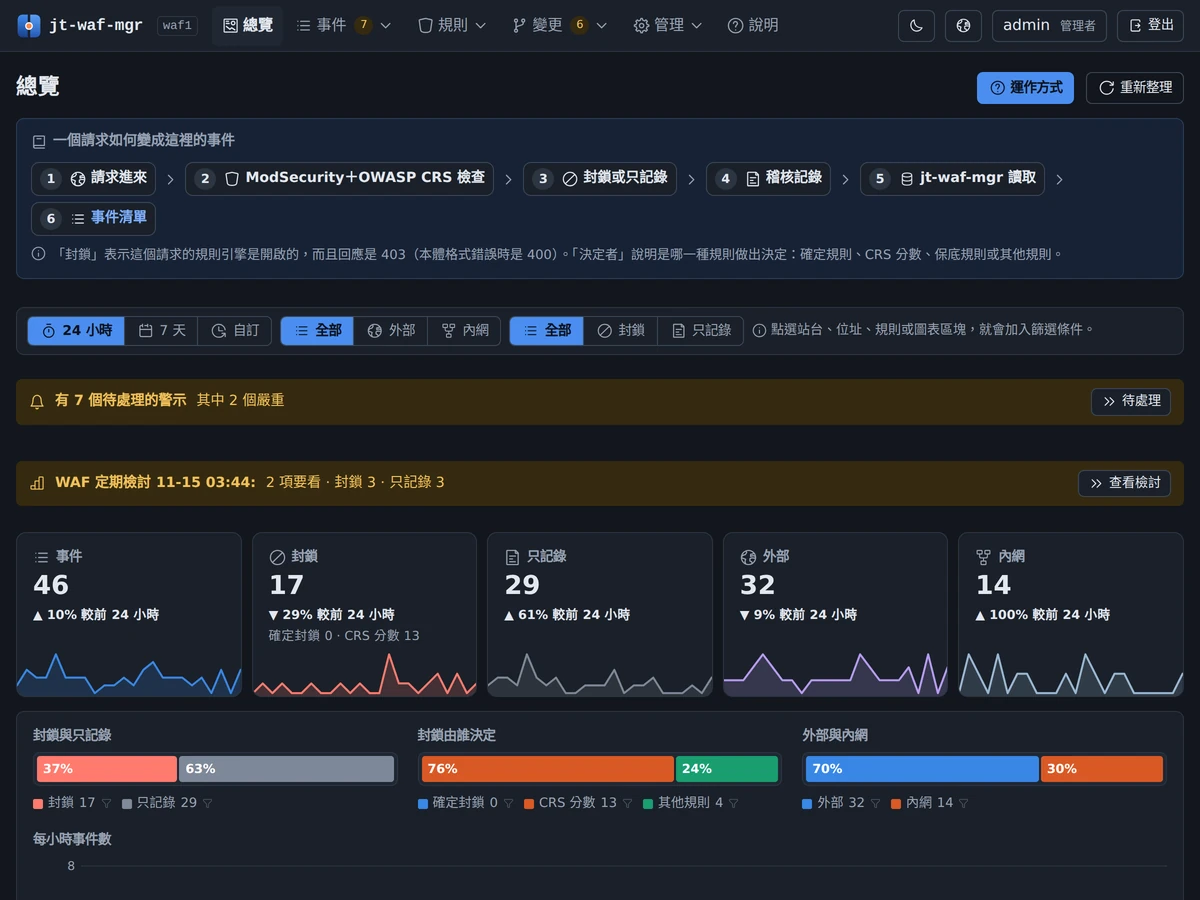 jt-waf-mgr waf1 總覽 事件 7 規則 變更 6 管理 說明 admin 管理者 登出
總覽 運作方式 重新整理
一個請求如何變成這裡的事件
1 請求進來 2 ModSecurity+OWASP CRS 檢查 3 封鎖或只記錄 4 稽核記錄 5 jt-waf-mgr 讀取
6 事件清單
「封鎖」表示這個請求的規則引擎是開啟的,而且回應是 403(本體格式錯誤時是 400)。「決定者」說明是哪一種規則做出決定:確定規則、CRS 分數、保底規則或其他規則。
24 小時 7 天 自訂 全部 外部 內網 全部 封鎖 只記錄 點選站台、位址、規則或圖表區塊,就會加入篩選條件。
有 7 個待處理的警示 其中 2 個嚴重 待處理
WAF 定期檢討 11-15 03:44: 2 項要看 · 封鎖 3 · 只記錄 3 查看檢討
事件 封鎖 只記錄 外部 內網
46 17 29 32 14
▲ 10% 較前 24 小時 ▼ 29% 較前 24 小時 ▲ 61% 較前 24 小時 ▼ 9% 較前 24 小時 ▲ 100% 較前 24 小時
確定封鎖 0 · CRS 分數 13
封鎖與只記錄 封鎖由誰決定 外部與內網
37% 63% 76% 24% 70% 30%
封鎖 17 只記錄 29 確定封鎖 0 CRS 分數 13 其他規則 4 外部 32 內網 14
每小時事件數
8